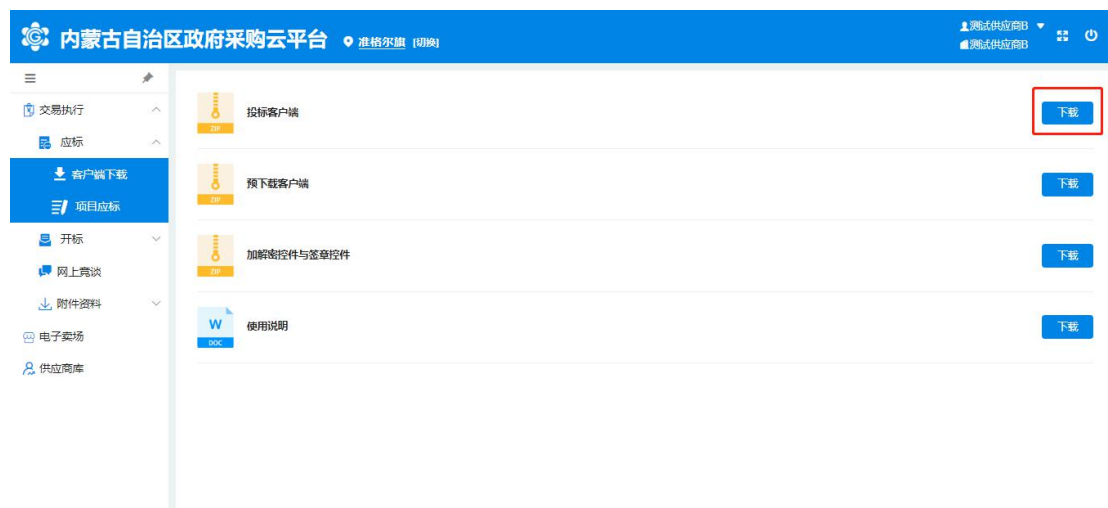 内蒙古自治区政府采购云平台 准格尔旗 [切换]
测试供应商B
测试供应商B
交易执行
应标
客户端下载
项目应标
开标
网上竞谈
附件资料
电子卖场
供应商库
ZIP 投标客户端 下载
ZIP 预下载客户端 下载
ZIP 加解密控件与签章控件 下载
W DOC 使用说明 下载